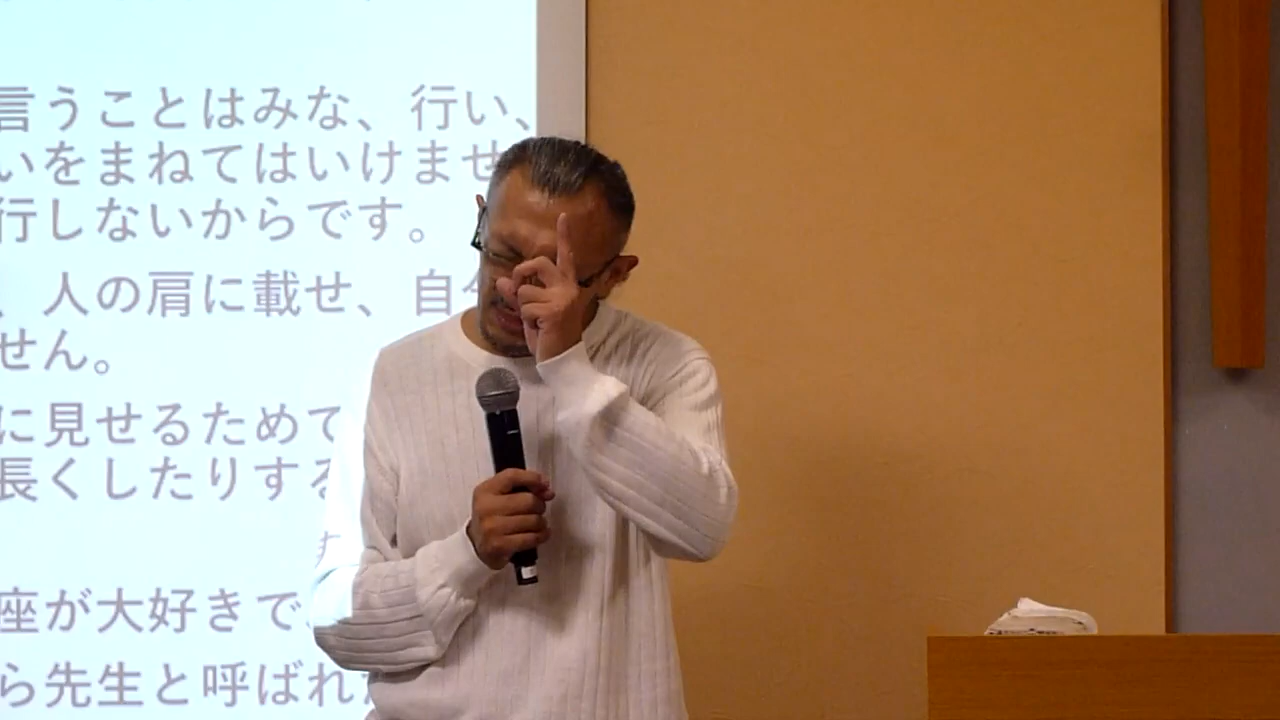 言うことはみな、行い、
いをまねてはいけませ
行しないからです。
、人の肩に載せ、自分
せん。
に見せるためで
長くしたりする
す
座が大好きで、
ら先生と呼ばれ